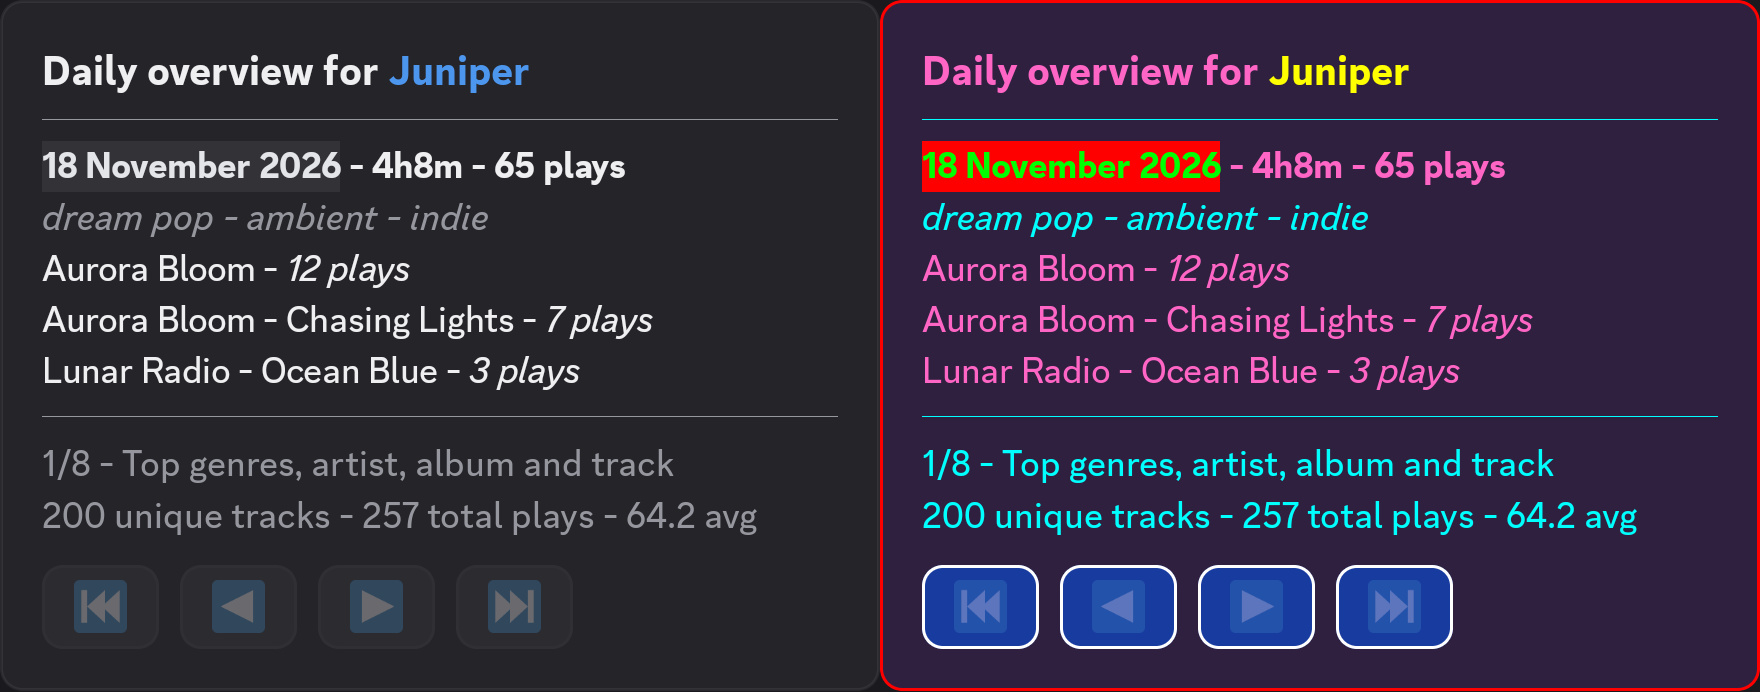 Daily overview for Juniper
18 November 2026 - 4h8m - 65 plays
dream pop - ambient - indie
Aurora Bloom - 12 plays
Aurora Bloom - Chasing Lights - 7 plays
Lunar Radio - Ocean Blue - 3 plays
1/8 - Top genres, artist, album and track
200 unique tracks - 257 total plays - 64.2 avg
Daily overview for Juniper
18 November 2026 - 4h8m - 65 plays
dream pop - ambient - indie
Aurora Bloom - 12 plays
Aurora Bloom - Chasing Lights - 7 plays
Lunar Radio - Ocean Blue - 3 plays
1/8 - Top genres, artist, album and track
200 unique tracks - 257 total plays - 64.2 avg